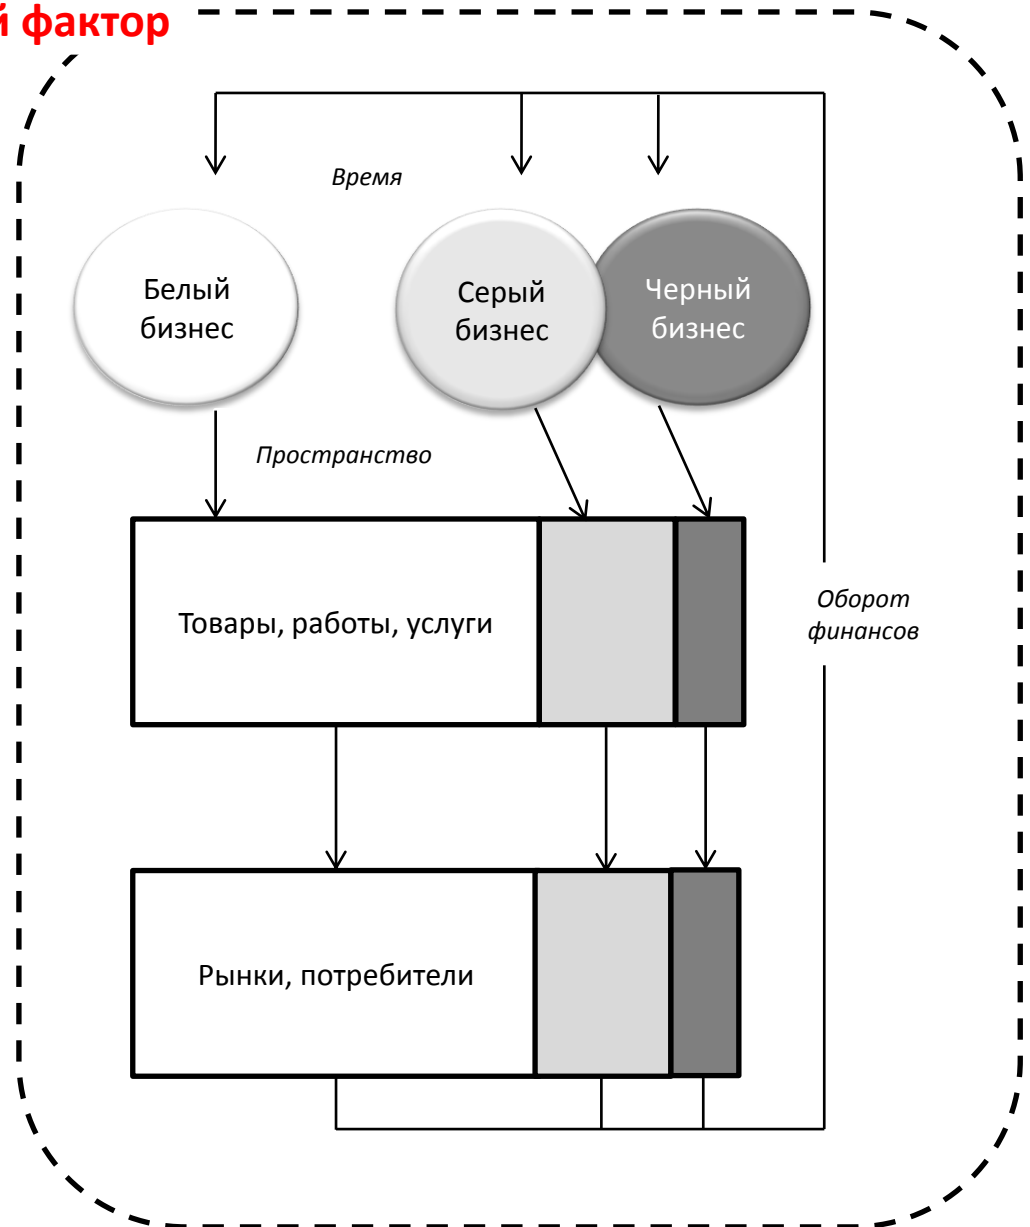 й фактор
Время
Белый
бизнес
Серый
бизнес
Черный
бизнес
Пространство
Товары, работы, услуги
Оборот
финансов
Рынки, потребители